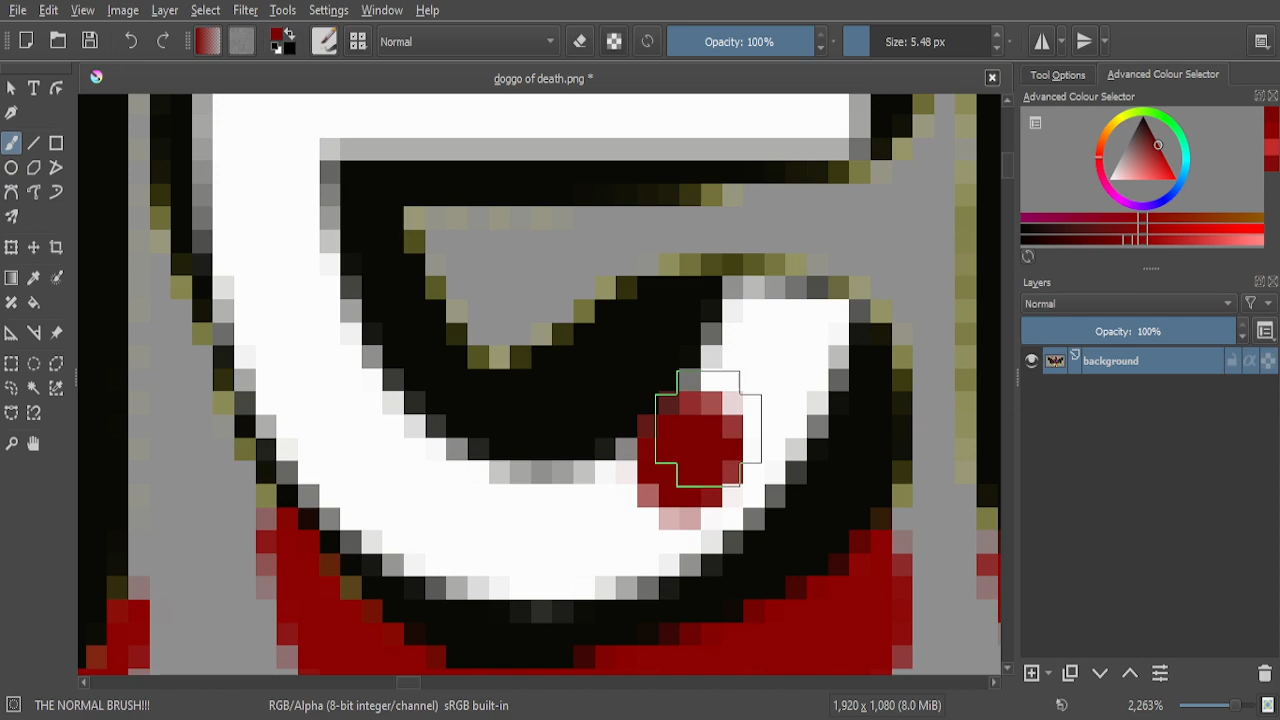 File Edit View Image Layer Select Filter Tools Settings Window Help
Normal Opacity: 100% Size: 5.48 px
doggo of death.png *
Tool Options Advanced Colour Selector
Advanced Colour Selector
Layers
Normal
Opacity: 100%
background
THE NORMAL BRUSH!!! RGB/Alpha (8-bit integer/channel) sRGB built-in 1,920 x 1,080 (8.0 MiB) 2,263%